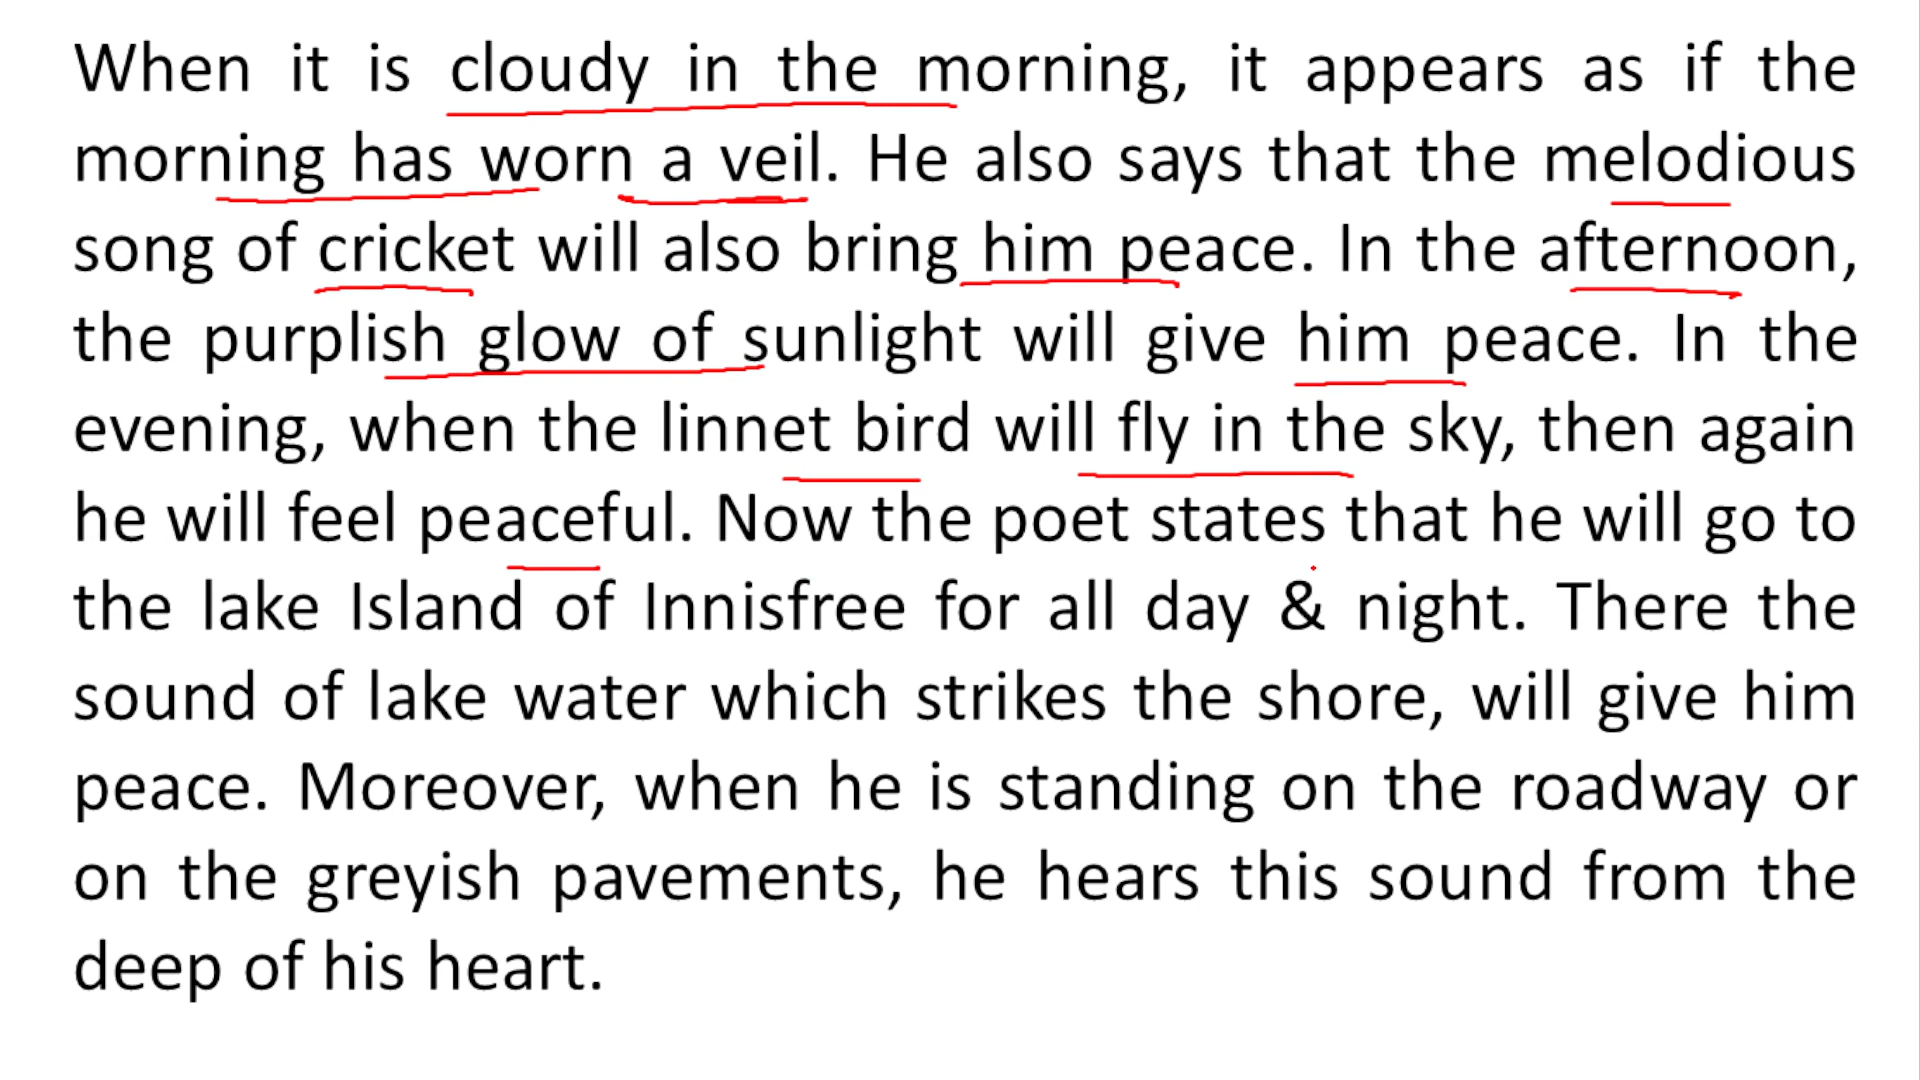 When it is cloudy in the morning, it appears as if the
morning has worn a veil. He also says that the melodious
song of cricket will also bring him peace. In the afternoon,
the purplish glow of sunlight will give him peace. In the
evening, when the linnet bird will fly in the sky, then again
he will feel peaceful. Now the poet states that he will go to
the lake Island of Innisfree for all day & night. There the
sound of lake water which strikes the shore, will give him
peace. Moreover, when he is standing on the roadway or
on the greyish pavements, he hears this sound from the
deep of his heart.